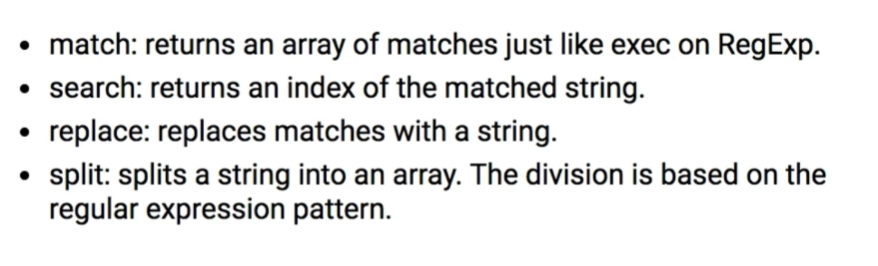 • match: returns an array of matches just like exec on RegExp.
• search: returns an index of the matched string.
• replace: replaces matches with a string.
• split: splits a string into an array. The division is based on the
regular expression pattern.